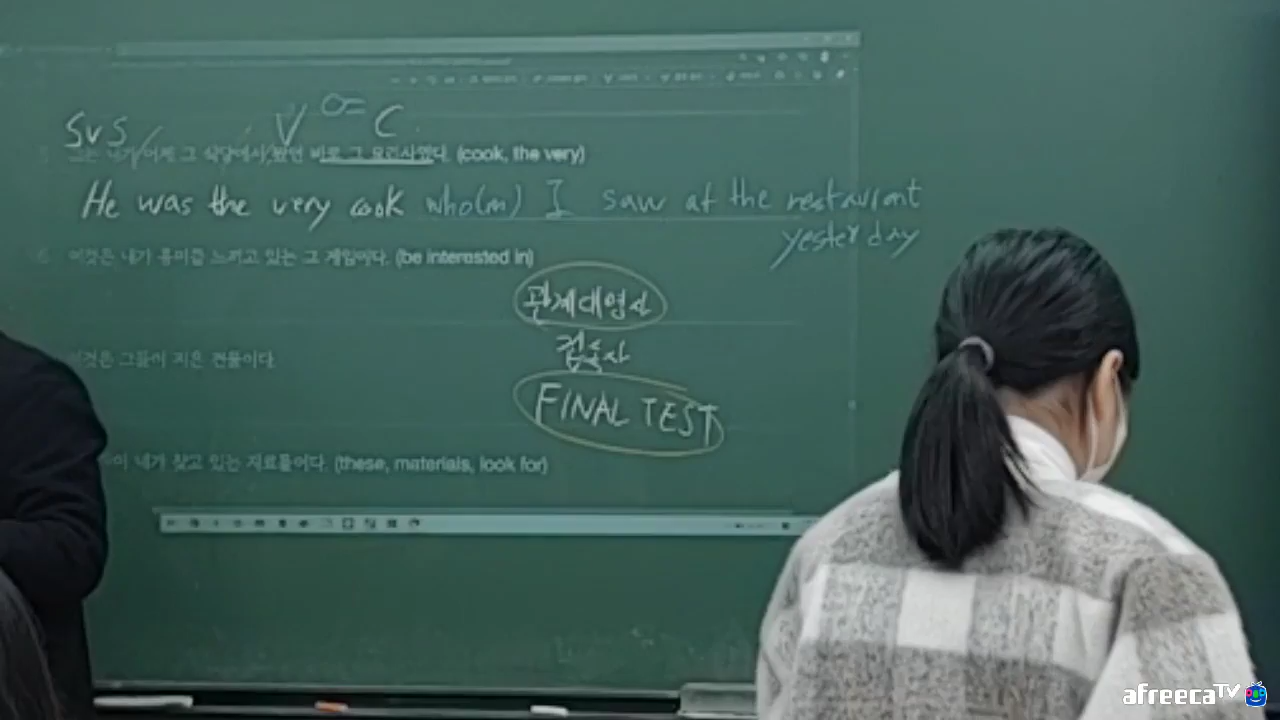 S V S V O= C
그는 내가 어제 그 식당에서 봤던 바로 그 요리사였다. (cook, the very)
He was the very cook who(m) I saw at the restaurant
yesterday
이것은 내가 흥미를 느끼고 있는 그 게임이다. (be interested in)
관계대명사
접속사
이것은 그들이 지은 건물이다.
FINAL TEST
이 네가 찾고 있는 자료들이다. (these, materials, look for)
afreecaTV